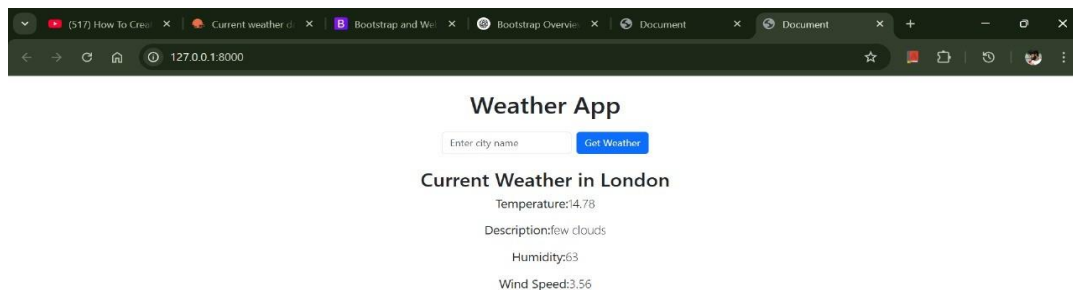 (517) How To Crea
Current weather d
B Bootstrap and Wel
Bootstrap Overvie
Document
Document
127.0.0.1:8000
Weather App
Enter city name Get Weather
Current Weather in London
Temperature:14.78
Description:few clouds
Humidity:63
Wind Speed:3.56